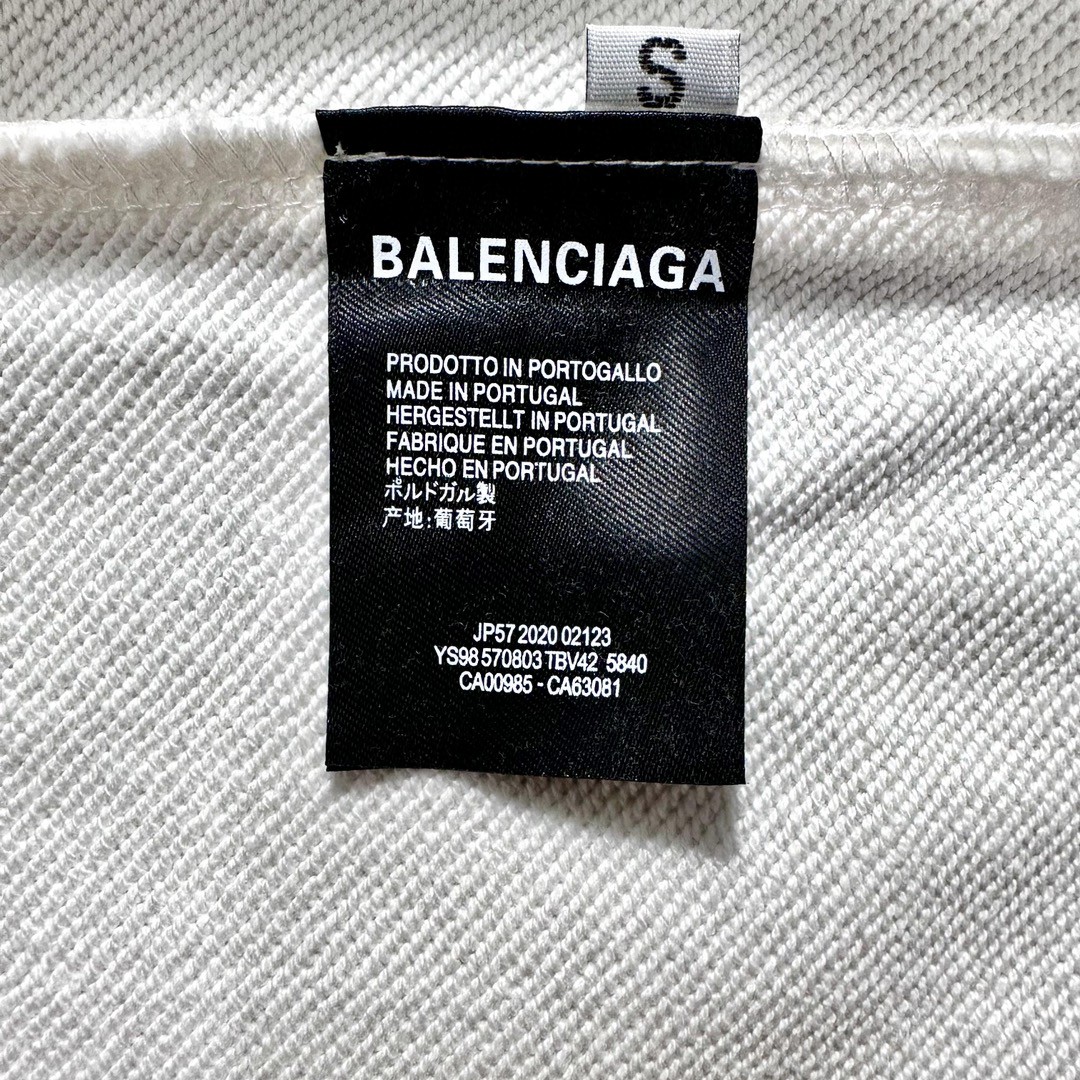 S
BALENCIAGA
PRODOTTO IN PORTOGALLO
MADE IN PORTUGAL
HERGESTELLT IN PORTUGAL
FABRIQUE EN PORTUGAL
HECHO EN PORTUGAL
ポルドガル製
产地:葡萄牙
JP57 2020 02123
YS98 570803 TBV42 5840
CA00985 - CA63081